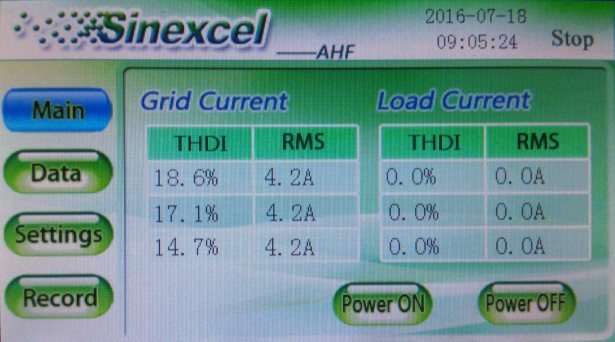 Sinexcel
AHF
2016-07-18
09:05:24
Stop
Main
Data
Settings
Record
Grid Current
THDI RMS
18.6% 4.2A
17.1% 4.2A
14.7% 4.2A
Load Current
THDI RMS
0.0% 0.0A
0.0% 0.0A
0.0% 0.0A
Power ON
Power OFF